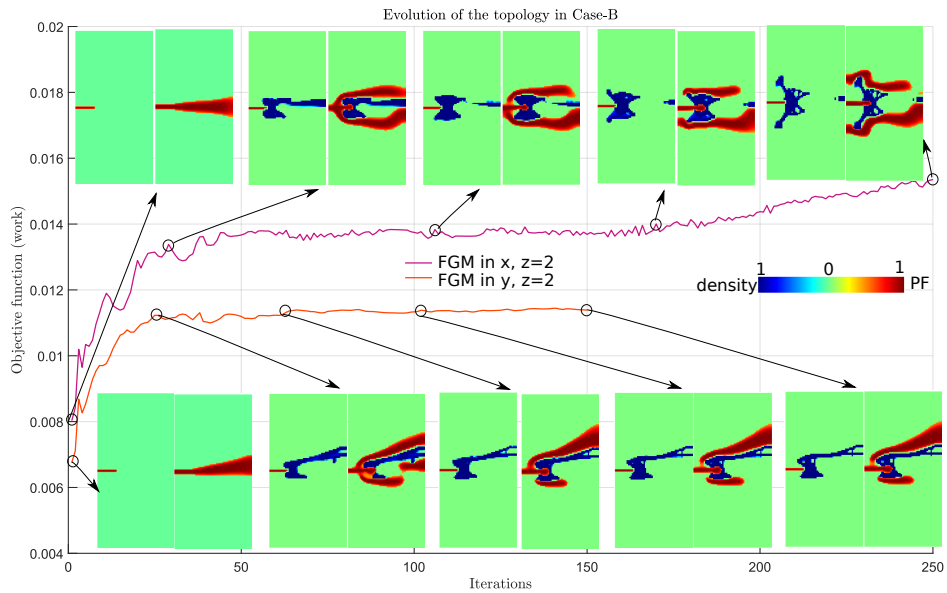 Evolution of the topology in Case-B
0.02
0.018
0.016
0.014
0.012
0.01
0.008
0.006
0.004
Objective function (work)
FGM in x, z=2
FGM in y, z=2
density
1 0 1
PF
0 50 100 150 200 250
Iterations